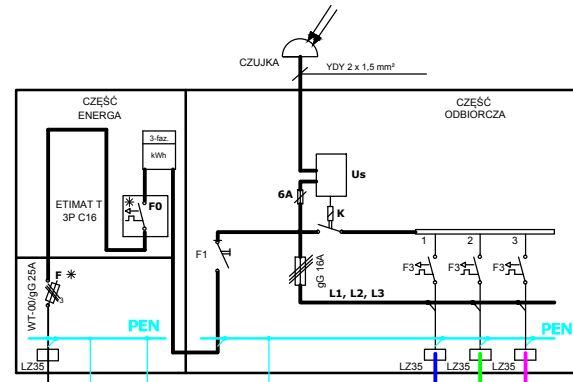 CZUJKA
YDY 2 x 1,5 mm²
CZĘŚĆ
ENERGA
CZĘŚĆ
ODBIORCZA
3-faz.
kWh
Us
ETIMAT T
3P C16
F0
6A
K
F1
1
2
3
F3
F3
F3
WT-00/gG 25A
F
3
gG 16A
L1, L2, L3
PEN
PEN
LZ35
LZ35
LZ35
LZ35